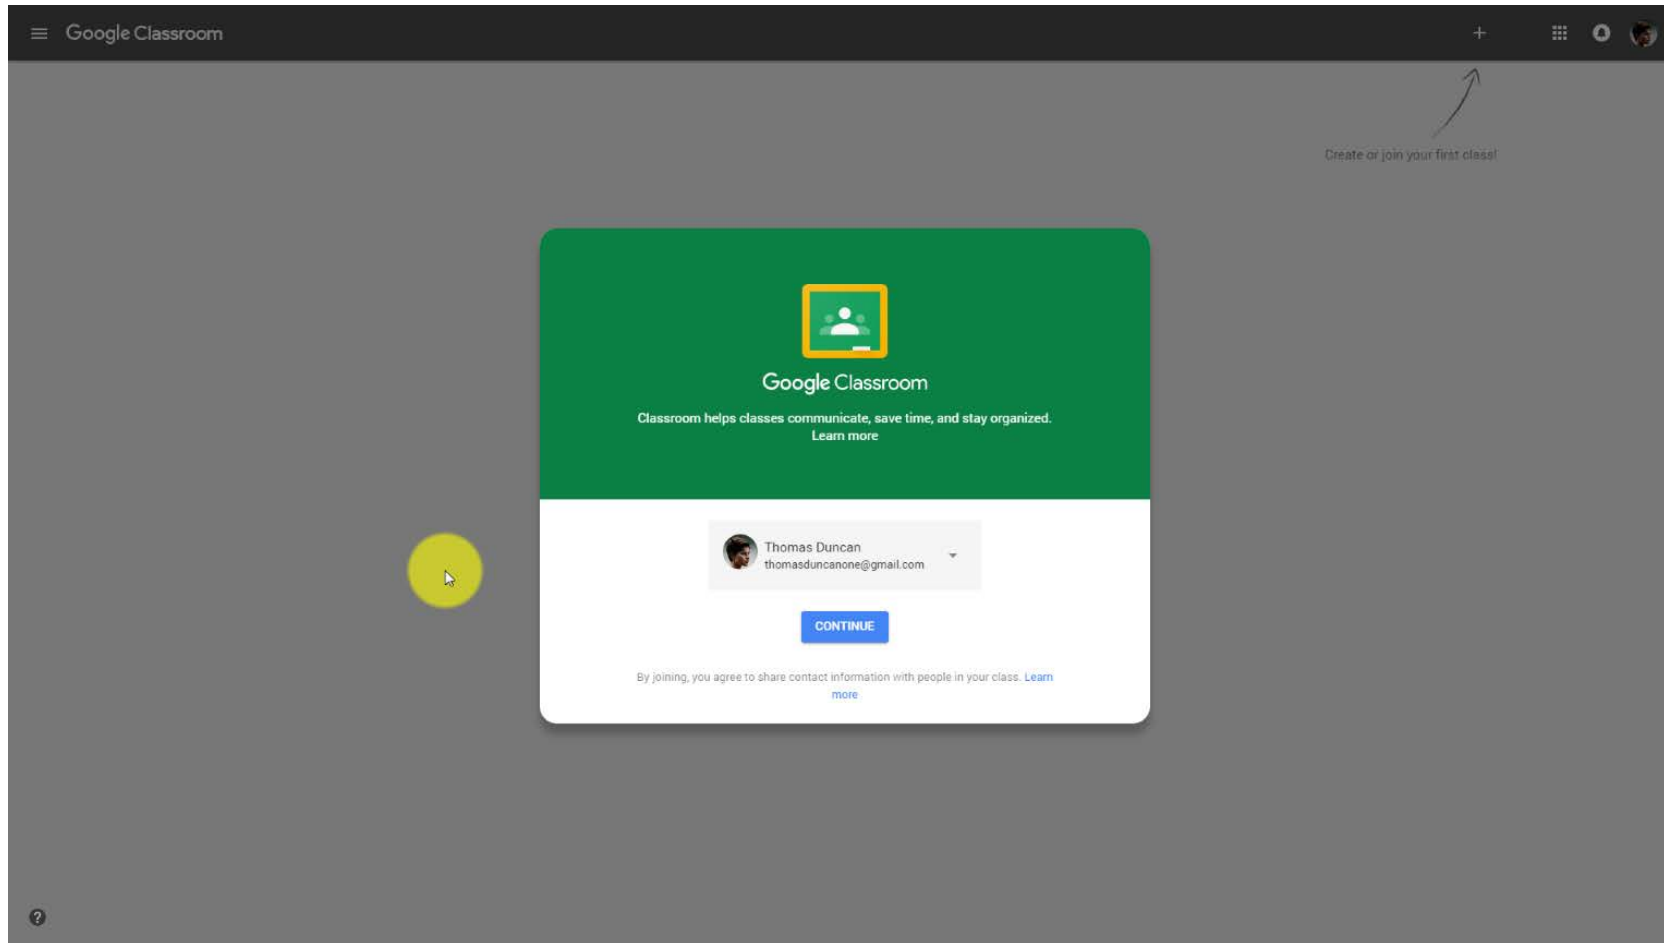 Google Classroom
Create or join your first class!
Google Classroom
Classroom helps classes communicate, save time, and stay organized.
Learn more
Thomas Duncan
thomasduncanone@gmail.com
CONTINUE
By joining, you agree to share contact information with people in your class. Learn
more